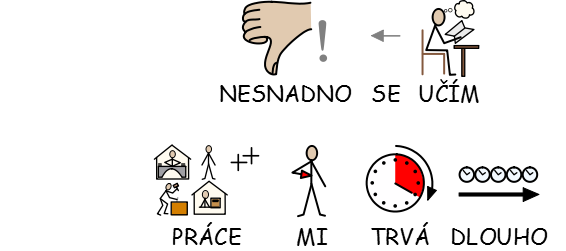 NESNADNO SE UČÍM
PRÁCE MI TRVÁ DLOUHO